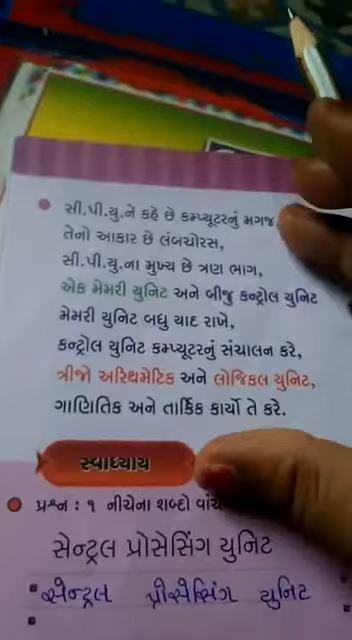 સી.પી.યુ.ને કહે છે કમ્પ્યૂટરનું મગજ
તેનો આકાર છે લંબચોરસ,
સી.પી.યુ.ના મુખ્ય છે ત્રણ ભાગ,
એક મેમરી યુનિટ અને બીજુ કન્ટ્રોલ યુનિટ
મેમરી યુનિટ બધુ યાદ રાખે,
કન્ટ્રોલ યુનિટ કમ્પ્યૂટરનું સંચાલન કરે,
ત્રીજો અરિથમેટિક અને લોજિકલ યુનિટ,
ગાણિતિક અને તાર્કિક કાર્યો તે કરે.
સ્વાધ્યાય
પ્રશ્ન : ૧ નીચેના શબ્દો
સેન્ટ્રલ પ્રોસેસિંગ યુનિટ
સેન્ટ્રલ પ્રોસેસિંગ યુનિટ